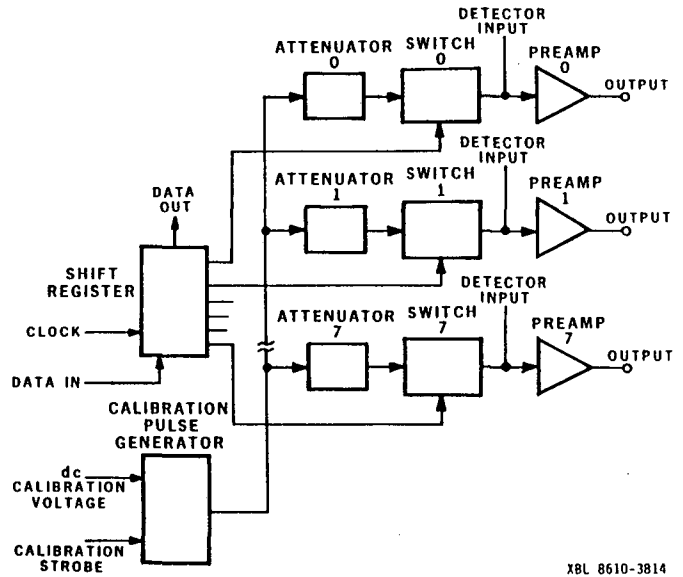 DETECTOR
INPUT
ATTENUATOR
0
SWITCH
0
PREAMP
0
OUTPUT
DETECTOR
INPUT
ATTENUATOR
1
SWITCH
1
PREAMP
1
OUTPUT
DATA
OUT
SHIFT
REGISTER
CLOCK
DATA IN
DETECTOR
INPUT
ATTENUATOR
7
SWITCH
7
PREAMP
7
OUTPUT
CALIBRATION
PULSE
GENERATOR
dc
CALIBRATION
VOLTAGE
CALIBRATION
STROBE
XBL 8610-3814